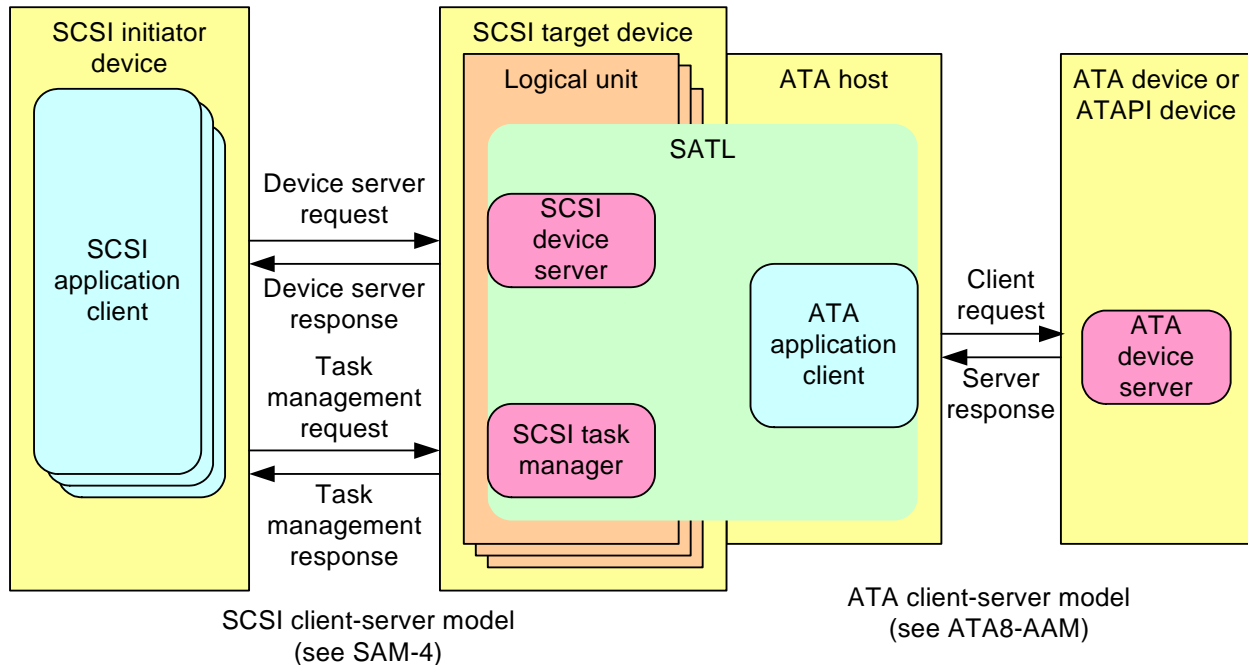 SCSI initiator
device
SCSI
application
client
Device server
request
Device server
response
Task
management
request
Task
management
response
SCSI target device
Logical unit
SATL
SCSI
device
server
SCSI task
manager
ATA host
ATA
application
client
Client
request
Server
response
ATA device or
ATAPI device
ATA
device
server
SCSI client-server model
(see SAM-4)
ATA client-server model
(see ATA8-AAM)